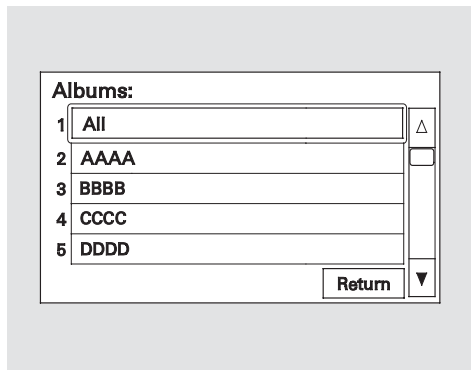 Albums:
1 All
2 AAAA
3 BBBB
4 CCCC
5 DDDD
Return